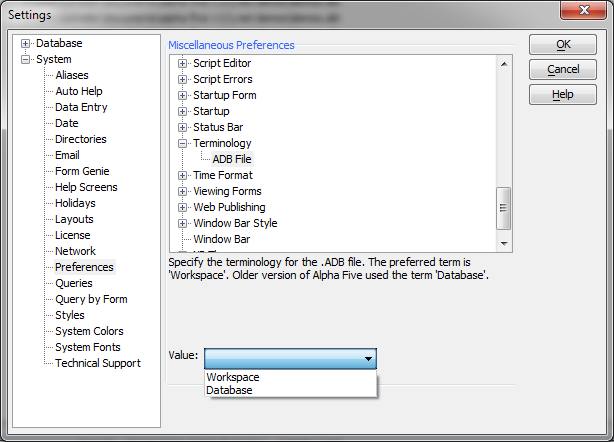 Settings
Database
System
Aliases
Auto Help
Data Entry
Date
Directories
Email
Form Genie
Help Screens
Holidays
Layouts
License
Network
Preferences
Queries
Query by Form
Styles
System Colors
System Fonts
Technical Support
Miscellaneous Preferences
Script Editor
Script Errors
Startup Form
Startup
Status Bar
Terminology
ADB File
Time Format
Viewing Forms
Web Publishing
Window Bar Style
Window Bar
Specify the terminology for the .ADB file. The preferred term is
'Workspace'. Older version of Alpha Five used the term 'Database'.
Value:
Workspace
Database
OK
Cancel
Help